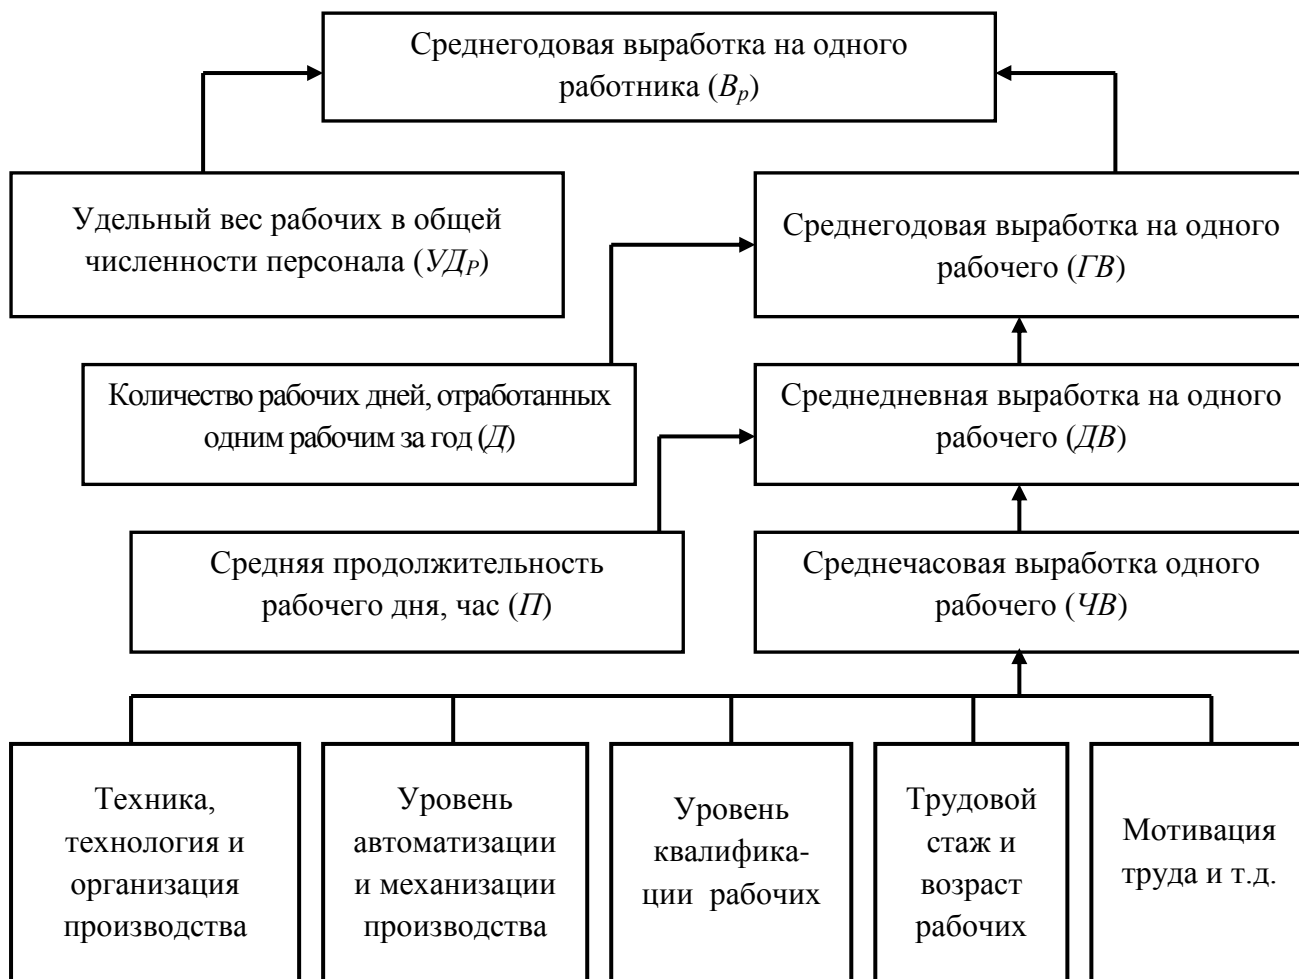 Среднегодовая выработка на одного
работника (Вр)
Удельный вес рабочих в общей
численности персонала (УДР)
Среднегодовая выработка на одного
рабочего (ГВ)
Количество рабочих дней, отработанных
одним рабочим за год (Д)
Среднедневная выработка на одного
рабочего (ДВ)
Средняя продолжительность
рабочего дня, час (П)
Среднечасовая выработка одного
рабочего (ЧВ)
Техника,
технология и
организация
производства
Уровень
автоматизации
и механизации
производства
Уровень
квалифика-
ции рабочих
Трудовой
стаж и
возраст
рабочих
Мотивация
труда и т.д.